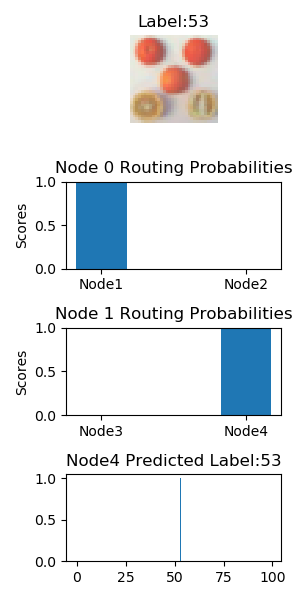 Label:53
Node 0 Routing Probabilities
1.0
Scores
0.5
0.0
Node1 Node2
Node 1 Routing Probabilities
1.0
Scores
0.5
0.0
Node3 Node4
Node4 Predicted Label:53
1.0
0.5
0.0
0 25 50 75 100